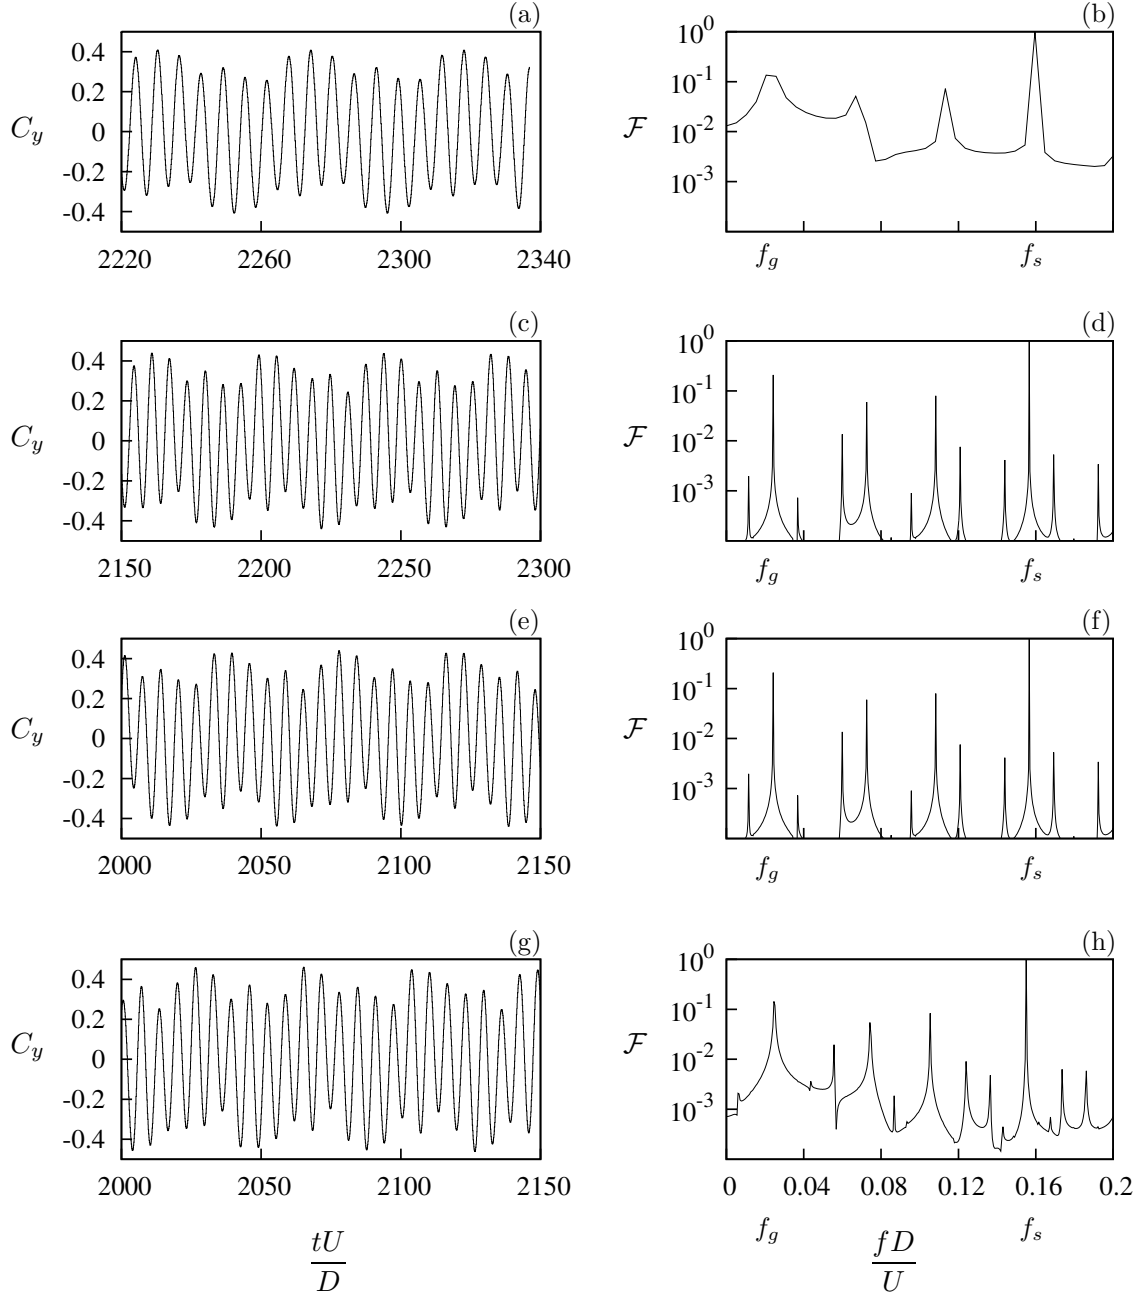 (a) (b)
0.4 0.2 0 -0.2 -0.4
C_y
2220 2260 2300 2340
10^0 10^-1 10^-2 10^-3
ℱ
f_g f_s
(c) (d)
0.4 0.2 0 -0.2 -0.4
C_y
2150 2200 2250 2300
10^0 10^-1 10^-2 10^-3
ℱ
f_g f_s
(e) (f)
0.4 0.2 0 -0.2 -0.4
C_y
2000 2050 2100 2150
10^0 10^-1 10^-2 10^-3
ℱ
f_g f_s
(g) (h)
0.4 0.2 0 -0.2 -0.4
C_y
2000 2050 2100 2150
10^0 10^-1 10^-2 10^-3
ℱ
0 0.04 0.08 0.12 0.16 0.2
f_g f_s
tU
D
fD
U